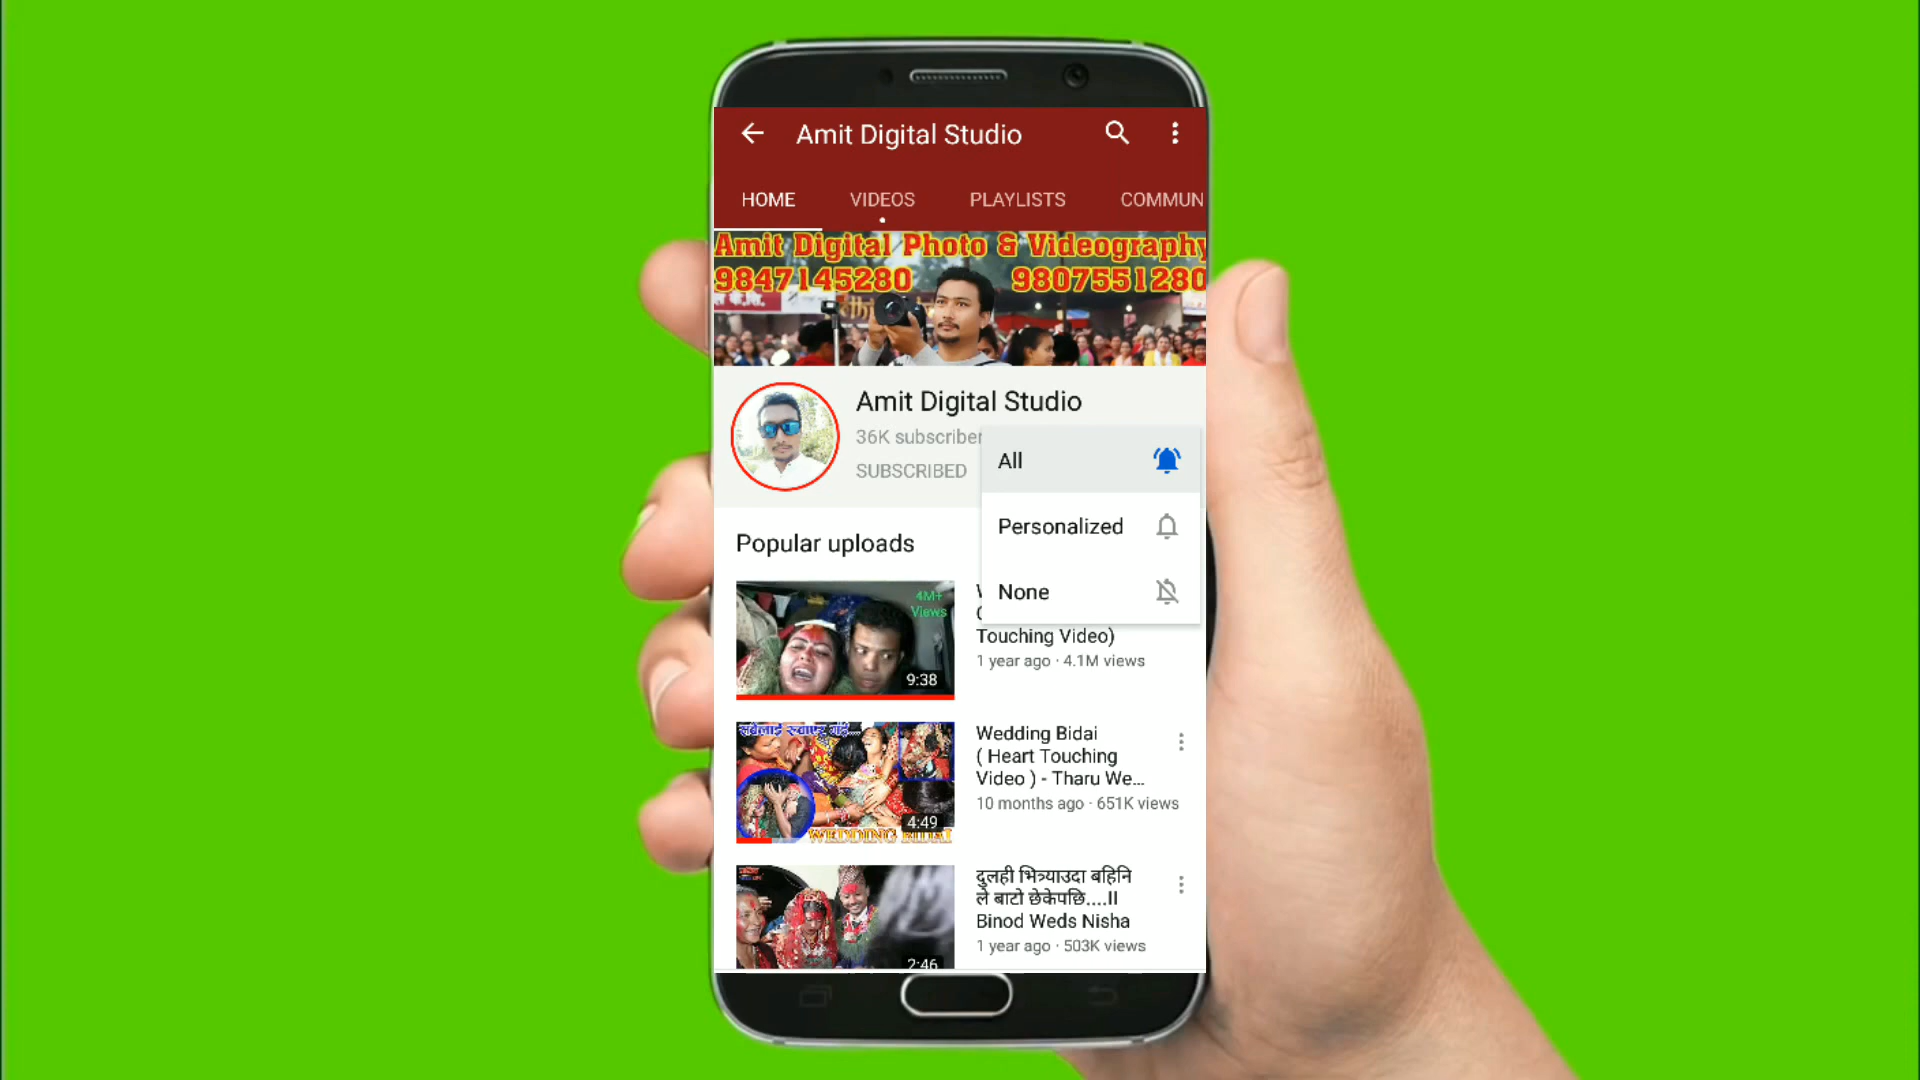 Amit Digital Studio
HOME VIDEOS PLAYLISTS COMMUN
Amit Digital Photo & Videography
9847145280 9807551280
Amit Digital Studio
36K subscriber
SUBSCRIBED
All
Personalized
None
Popular uploads
4M+
Views
9:38
Touching Video)
1 year ago · 4.1M views
4:49
WEDDING BIDAI
Wedding Bidai
( Heart Touching
Video ) - Tharu We...
10 months ago · 651K views
2:46
दुलही भित्र्याउदा बहिनि
ले बाटो छेकेपछि....II
Binod Weds Nisha
1 year ago · 503K views